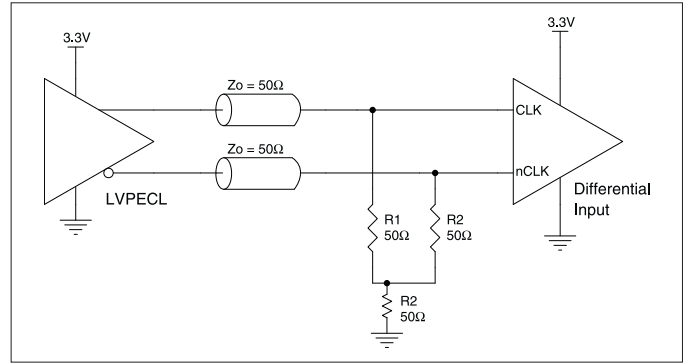 3.3V
3.3V
Zo = 50Ω
CLK
Zo = 50Ω
nCLK
LVPECL
Differential
Input
R1
50Ω
R2
50Ω
R2
50Ω